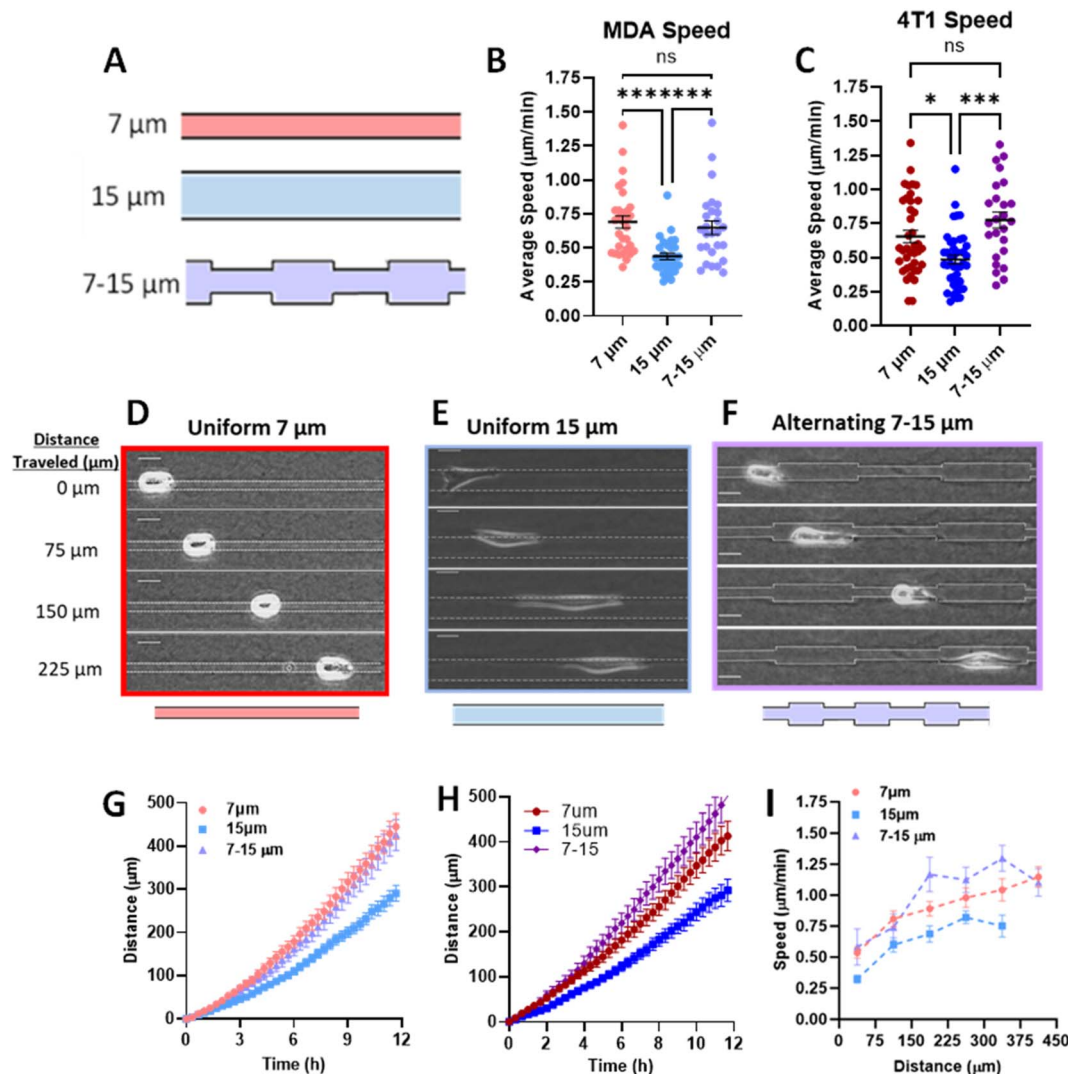 A
7 μm
15 μm
7-15 μm
B
MDA Speed
ns
*******
Average Speed (μm/min)
1.75
1.50
1.25
1.00
0.75
0.50
0.25
0.00
7 μm
15 μm
7-15 μm
C
4T1 Speed
ns
*
***
Average Speed (μm/min)
1.75
1.50
1.25
1.00
0.75
0.50
0.25
0.00
7 μm
15 μm
7-15 μm
Distance
Traveled (μm)
0 μm
75 μm
150 μm
225 μm
D
Uniform 7 μm
E
Uniform 15 μm
F
Alternating 7-15 μm
G
7μm
15μm
7-15 μm
Distance (μm)
500
400
300
200
100
0
0 3 6 9 12
Time (h)
H
7um
15um
7-15
Distance (μm)
500
400
300
200
100
0
0 2 4 6 8 10 12
Time (h)
I
7μm
15μm
7-15 μm
Speed (μm/min)
1.75
1.50
1.25
1.00
0.75
0.50
0.25
0.00
0 75 150 225 300 375 450
Distance (μm)